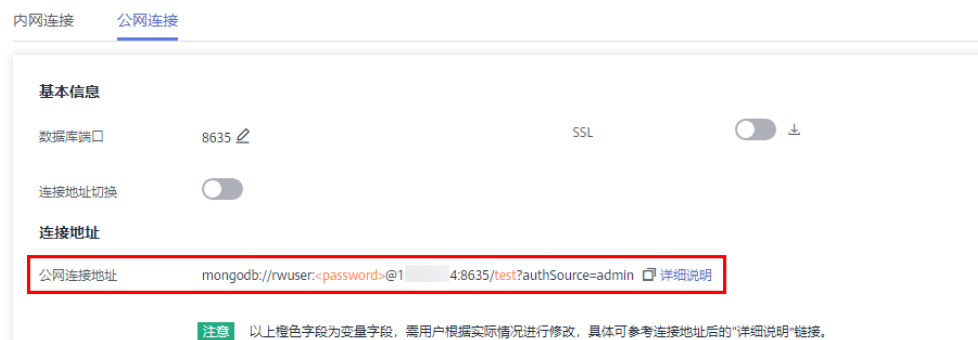 内网连接 公网连接
基本信息
数据库端口 8635 SSL
连接地址切换
连接地址
公网连接地址 mongodb://rwuser:<password>@1 4:8635/test?authSource=admin 详细说明
注意 以上橙色字段为变量字段，需用户根据实际情况进行修改，具体可参考连接地址后的“详细说明”链接。